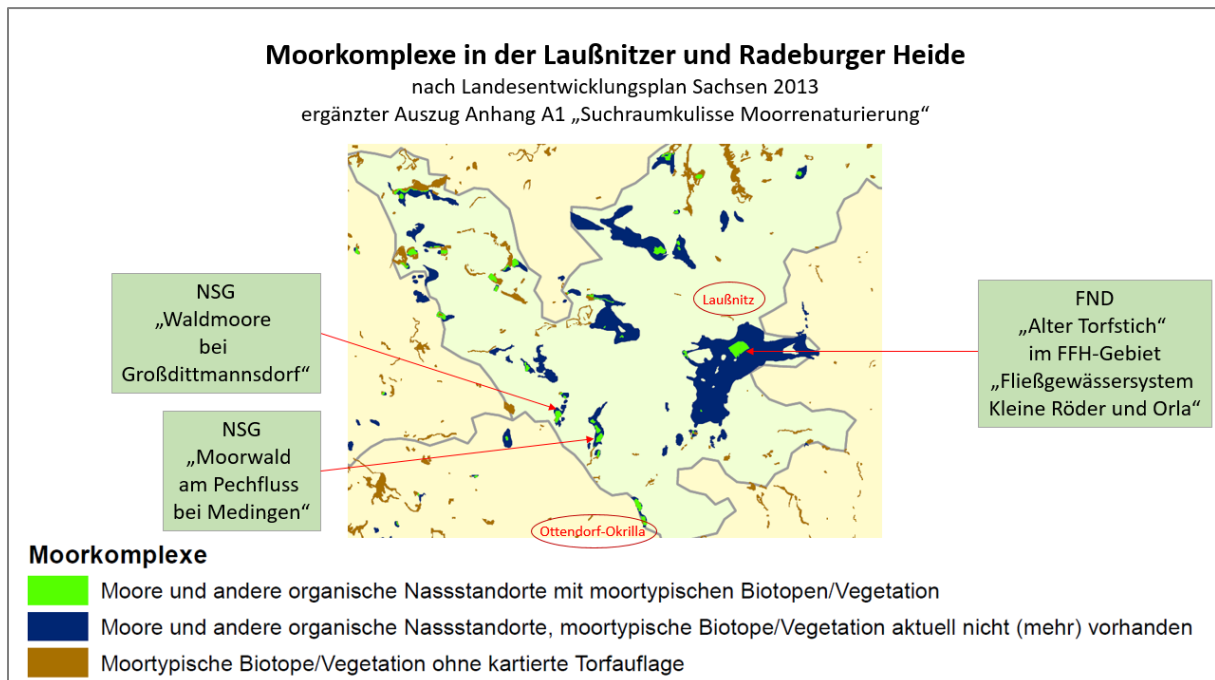 Moorkomplexe in der Laußnitzer und Radeburger Heide
nach Landesentwicklungsplan Sachsen 2013
ergänzter Auszug Anhang A1 „Suchraumkulisse Moorrenaturierung“
NSG
„Waldmoore
bei
Großdittmannsdorf“
NSG
„Moorwald
am Pechfluss
bei Medingen“
Laußnitz
Ottendorf-Okrilla
FND
„Alter Torfstich“
im FFH-Gebiet
„Fließgewässersystem
Kleine Röder und Orla“
Moorkomplexe
Moore und andere organische Nassstandorte mit moortypischen Biotopen/Vegetation
Moore und andere organische Nassstandorte, moortypische Biotope/Vegetation aktuell nicht (mehr) vorhanden
Moortypische Biotope/Vegetation ohne kartierte Torfauflage